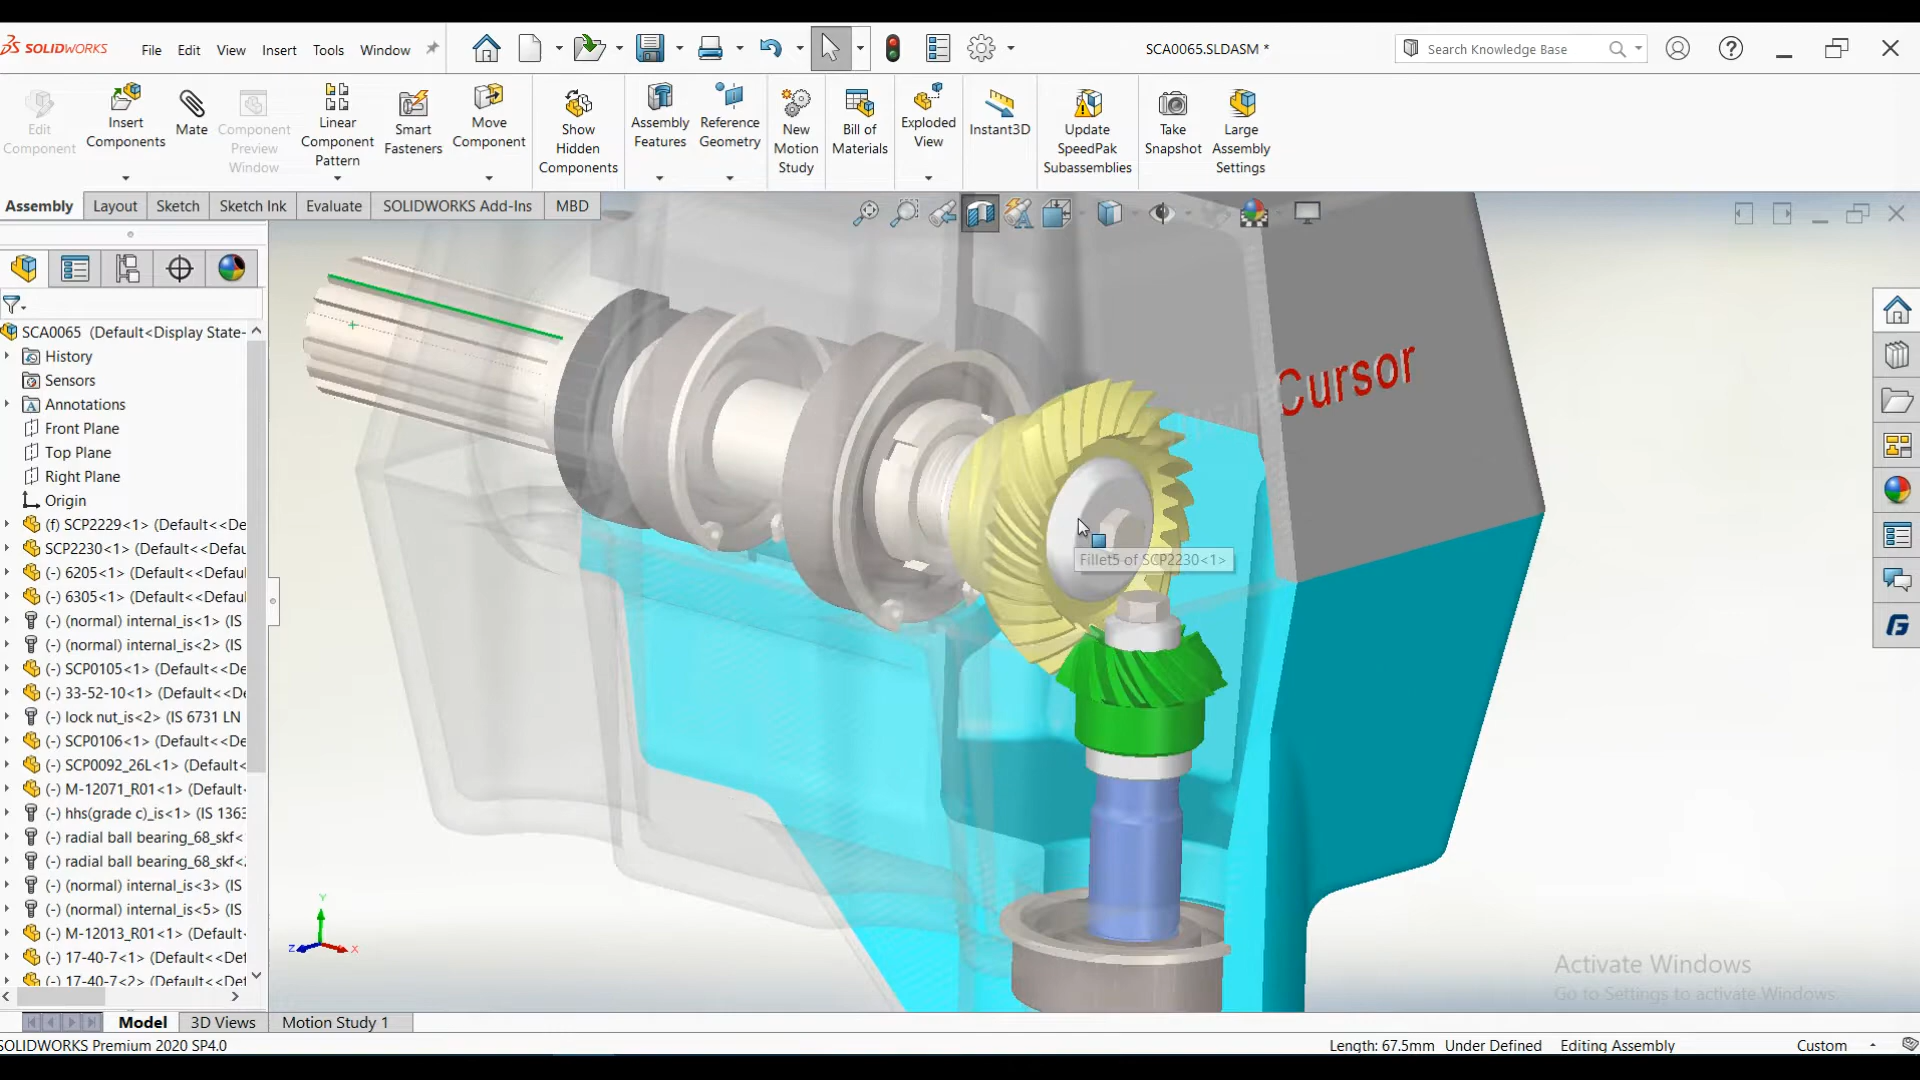 SOLIDWORKS File Edit View Insert Tools Window SCA0065.SLDASM * Search Knowledge Base
Edit Component
Insert Components
Mate
Component Preview Window
Linear Component Pattern
Smart Fasteners
Move Component
Show Hidden Components
Assembly Features
Reference Geometry
New Motion Study
Bill of Materials
Exploded View
Instant3D
Update SpeedPak Subassemblies
Take Snapshot
Large Assembly Settings
Assembly Layout Sketch Sketch Ink Evaluate SOLIDWORKS Add-Ins MBD
SCA0065 (Default<Display State-
History
Sensors
Annotations
Front Plane
Top Plane
Right Plane
Origin
(f) SCP2229<1> (Default<<De
SCP2230<1> (Default<<Def
(-) 6205<1> (Default<<Defau
(-) 6305<1> (Default<<Defau
(-) (normal) internal_is<1> (IS
(-) (normal) internal_is<2> (IS
(-) SCP0105<1> (Default<<De
(-) 33-52-10<1> (Default<<De
(-) lock nut_is<2> (IS 6731 LN
(-) SCP0106<1> (Default<<De
(-) SCP0092_26L<1> (Default<
(-) M-12071_R01<1> (Default
(-) hhs(grade c)_is<1> (IS 1363
(-) radial ball bearing_68_skf<
(-) radial ball bearing_68_skf<2
(-) (normal) internal_is<3> (IS
(-) (normal) internal_is<5> (IS
(-) M-12013_R01<1> (Default
(-) 17-40-7<1> (Default<<Def
(-) 17-40-7<2> (Default<<Def
Cursor
Fillet5 of SCP2230<1>
Y
Z
X
Activate Windows
Go to Settings to activate Windows.
Model 3D Views Motion Study 1
SOLIDWORKS Premium 2020 SP4.0 Length: 67.5mm Under Defined Editing Assembly Custom